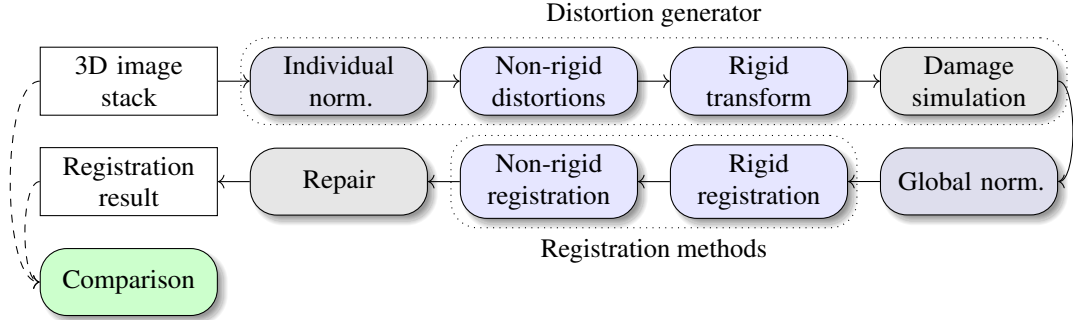 Distortion generator
3D image
stack
Individual
norm.
Non-rigid
distortions
Rigid
transform
Damage
simulation
Registration
result
Repair
Non-rigid
registration
Rigid
registration
Global norm.
Registration methods
Comparison